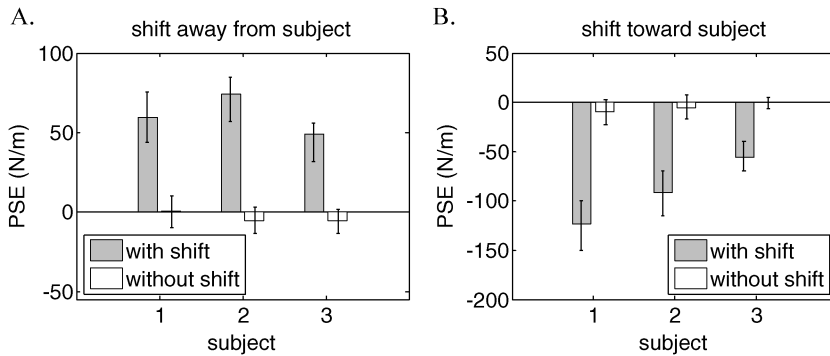 A.
shift away from subject
PSE (N/m)
100
50
0
-50
with shift
without shift
1 2 3
subject
B.
shift toward subject
PSE (N/m)
50
0
-50
-100
-150
-200
with shift
without shift
1 2 3
subject